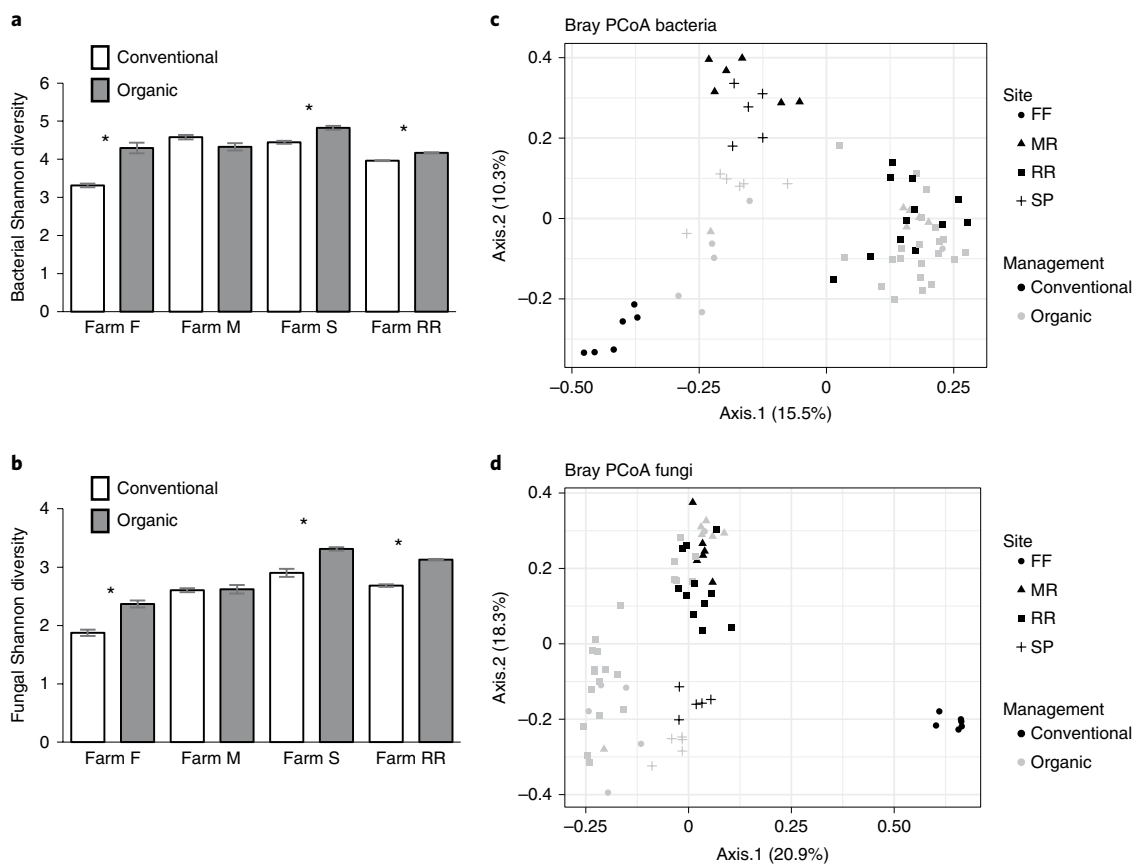 a
Conventional
Organic
Bacterial Shannon diversity
6
5
4
3
2
1
0
*
*
*
Farm F
Farm M
Farm S
Farm RR
b
Conventional
Organic
Fungal Shannon diversity
4
3
2
1
0
*
*
*
Farm F
Farm M
Farm S
Farm RR
c
Bray PCoA bacteria
Axis.2 (10.3%)
0.4
0.2
0
−0.2
−0.50
−0.25
0
0.25
Axis.1 (15.5%)
Site
FF
MR
RR
SP
Management
Conventional
Organic
d
Bray PCoA fungi
Axis.2 (18.3%)
0.4
0.2
0
−0.2
−0.4
−0.25
0
0.25
0.50
Axis.1 (20.9%)
Site
FF
MR
RR
SP
Management
Conventional
Organic